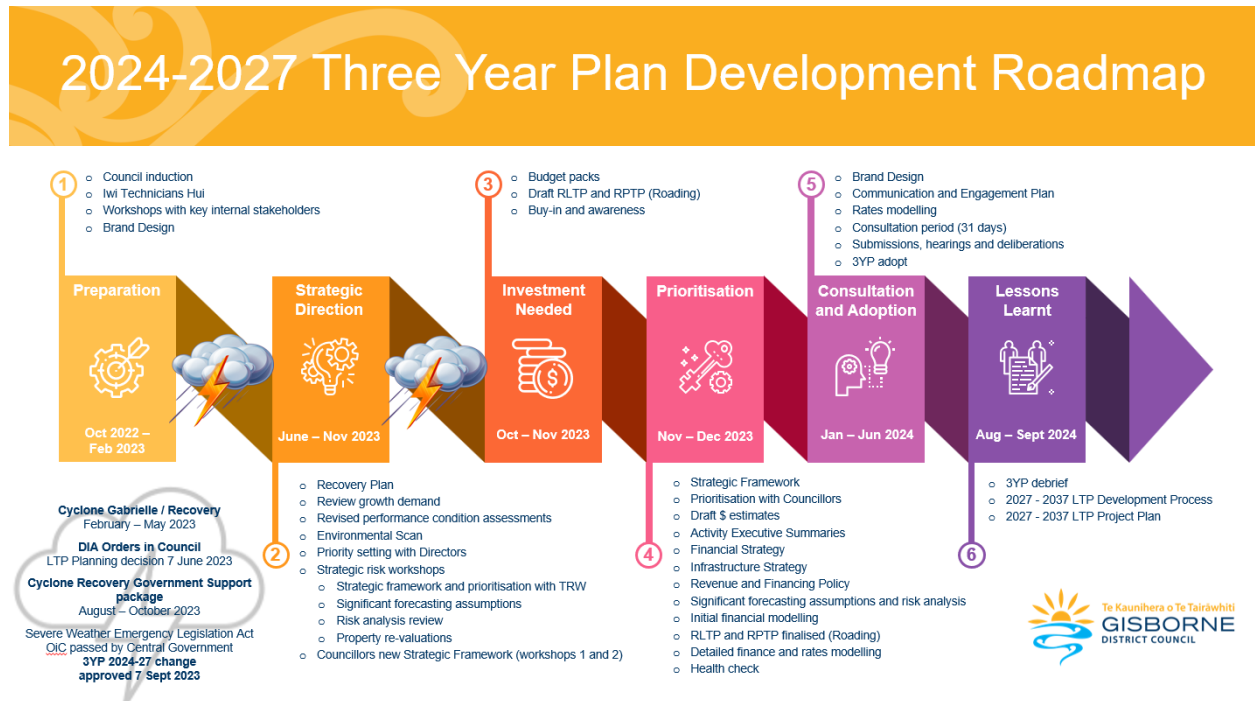 2024-2027 Three Year Plan Development Roadmap
1
Council induction
Iwi Technicians Hui
Workshops with key internal stakeholders
Brand Design
3
Budget packs
Draft RLTP and RPTP (Roading)
Buy-in and awareness
5
Brand Design
Communication and Engagement Plan
Rates modelling
Consultation period (31 days)
Submissions, hearings and deliberations
3YP adopt
Preparation
Oct 2022 –
Feb 2023
Strategic
Direction
June – Nov 2023
Investment
Needed
$
Oct – Nov 2023
Prioritisation
Nov – Dec 2023
Consultation
and Adoption
Jan – Jun 2024
Lessons
Learnt
Aug – Sept 2024
Cyclone Gabrielle / Recovery
February – May 2023
DIA Orders in Council
LTP Planning decision 7 June 2023
Cyclone Recovery Government Support
package
August – October 2023
Severe Weather Emergency Legislation Act
OiC passed by Central Government
3YP 2024-27 change
approved 7 Sept 2023
2
Recovery Plan
Review growth demand
Revised performance condition assessments
Environmental Scan
Priority setting with Directors
Strategic risk workshops
Strategic framework and prioritisation with TRW
Significant forecasting assumptions
Risk analysis review
Property re-valuations
Councillors new Strategic Framework (workshops 1 and 2)
4
Strategic Framework
Prioritisation with Councillors
Draft $ estimates
Activity Executive Summaries
Financial Strategy
Infrastructure Strategy
Revenue and Financing Policy
Significant forecasting assumptions and risk analysis
Initial financial modelling
RLTP and RPTP finalised (Roading)
Detailed finance and rates modelling
Health check
6
3YP debrief
2027 - 2037 LTP Development Process
2027 - 2037 LTP Project Plan
Te Kaunihera o Te Tairāwhiti
GISBORNE
DISTRICT COUNCIL